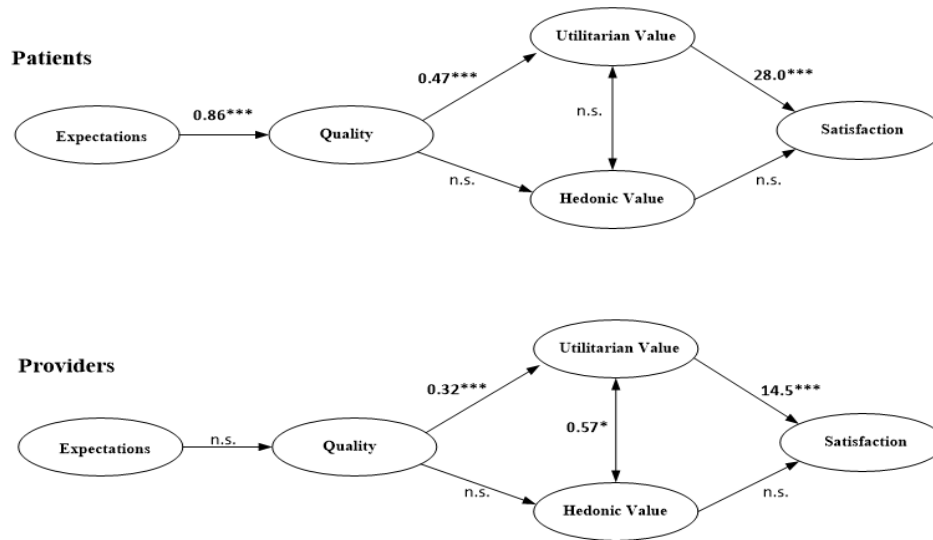 Patients
Utilitarian Value
0.47***
28.0***
0.86***
n.s.
Expectations
Quality
Satisfaction
n.s.
n.s.
Hedonic Value
Providers
Utilitarian Value
0.32***
14.5***
n.s.
0.57*
Expectations
Quality
Satisfaction
n.s.
n.s.
Hedonic Value